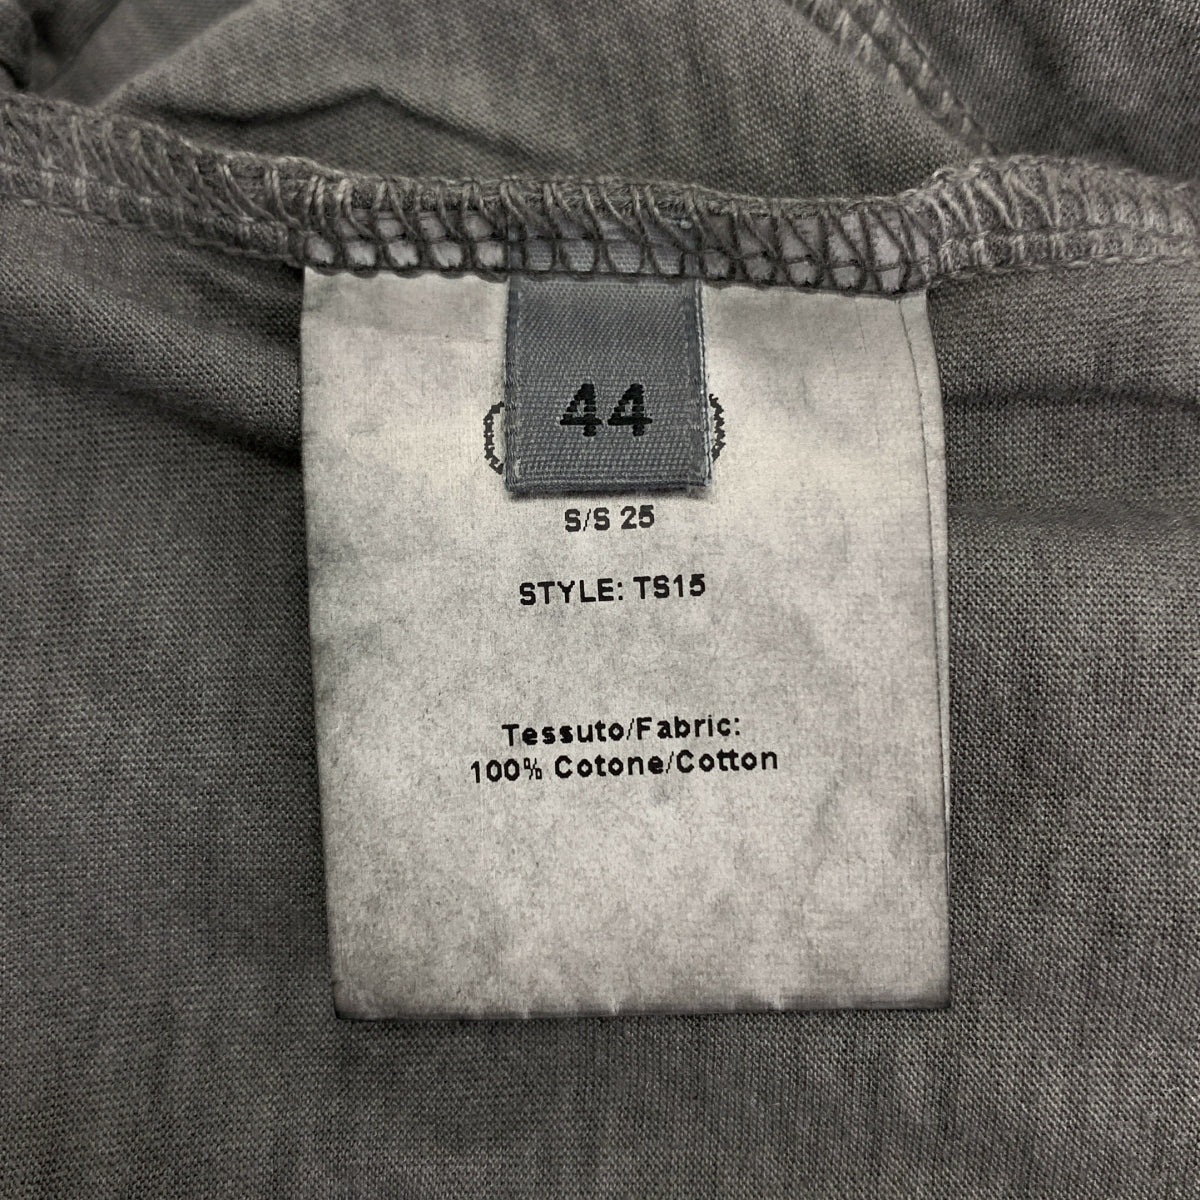 44
S/S 25
STYLE: TS15
Tessuto/Fabric:
100% Cotone/Cotton